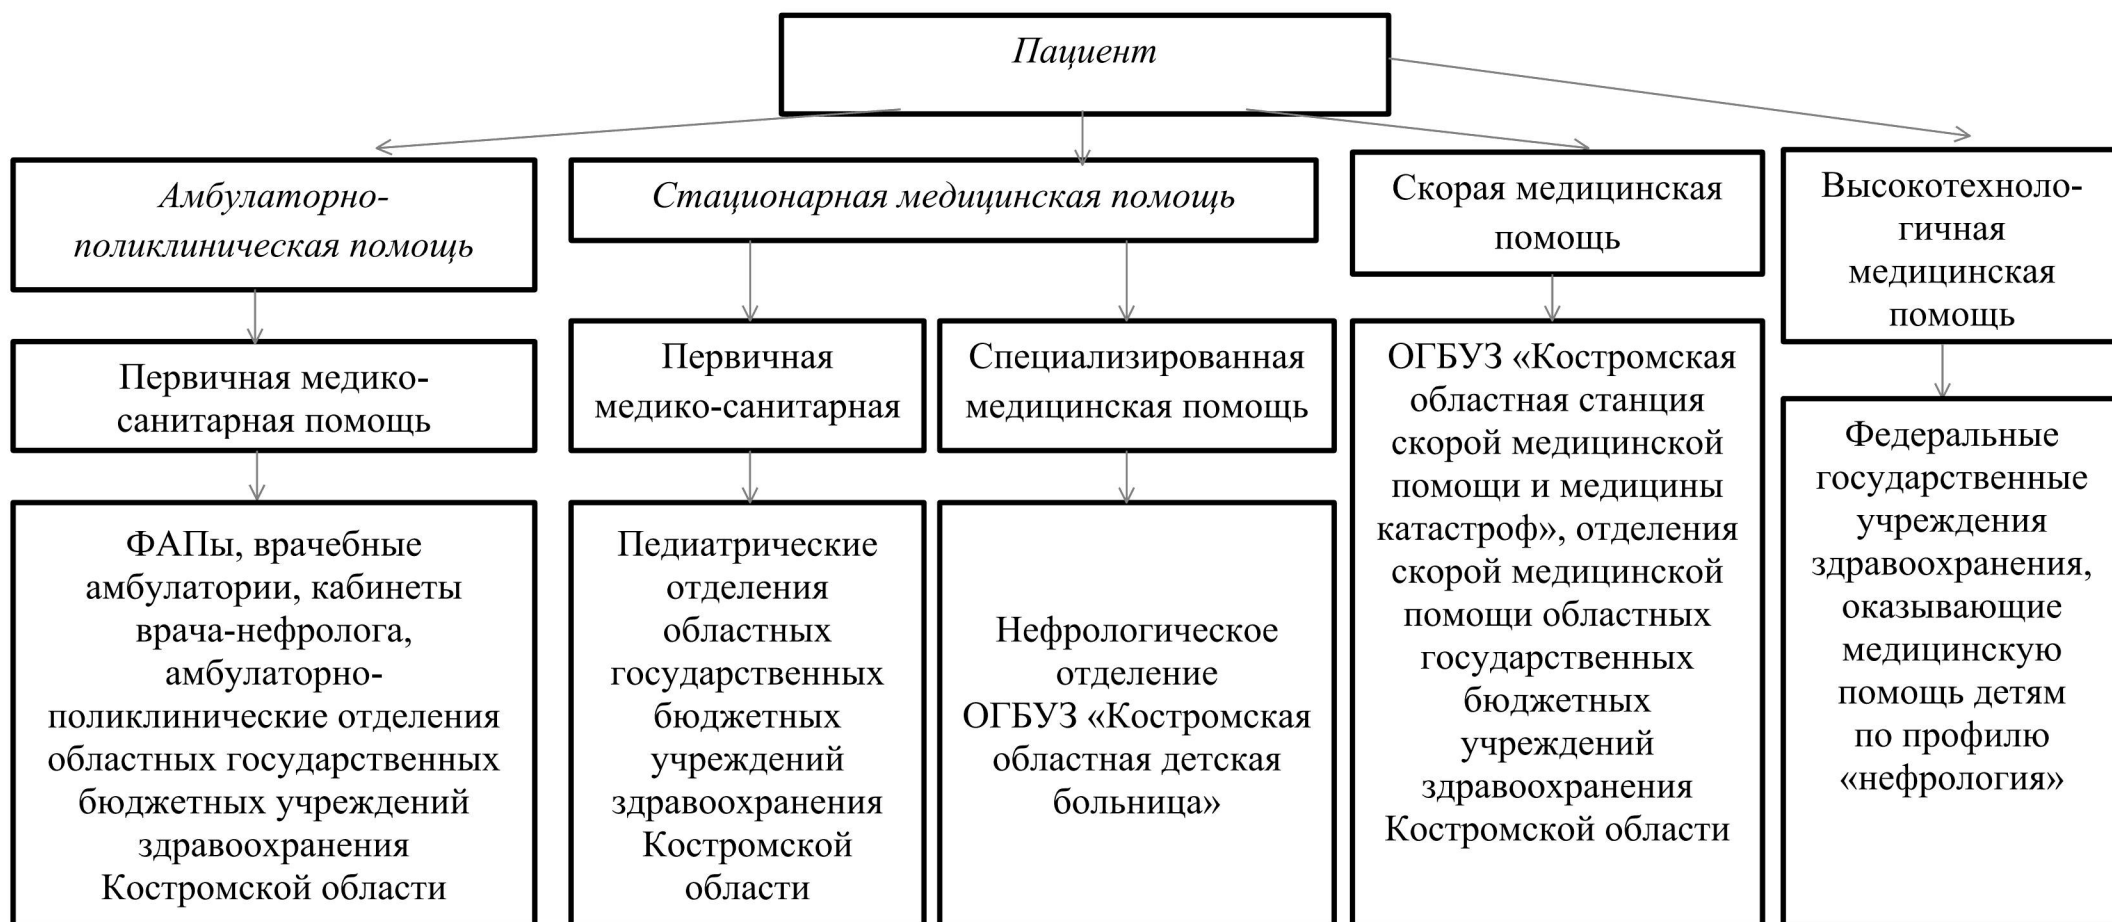 Пациент
Амбулаторно-
поликлиническая помощь
Стационарная медицинская помощь
Скорая медицинская
помощь
Высокотехноло-
гичная
медицинская
помощь
Первичная медико-
санитарная помощь
Первичная
медико-санитарная
Специализированная
медицинская помощь
ФАПы, врачебные
амбулатории, кабинеты
врача-нефролога,
амбулаторно-
поликлинические отделения
областных государственных
бюджетных учреждений
здравоохранения
Костромской области
Педиатрические
отделения
областных
государственных
бюджетных
учреждений
здравоохранения
Костромской
области
Нефрологическое
отделение
ОГБУЗ «Костромская
областная детская
больница»
ОГБУЗ «Костромская
областная станция
скорой медицинской
помощи и медицины
катастроф», отделения
скорой медицинской
помощи областных
государственных
бюджетных
учреждений
здравоохранения
Костромской области
Федеральные
государственные
учреждения
здравоохранения,
оказывающие
медицинскую
помощь детям
по профилю
«нефрология»